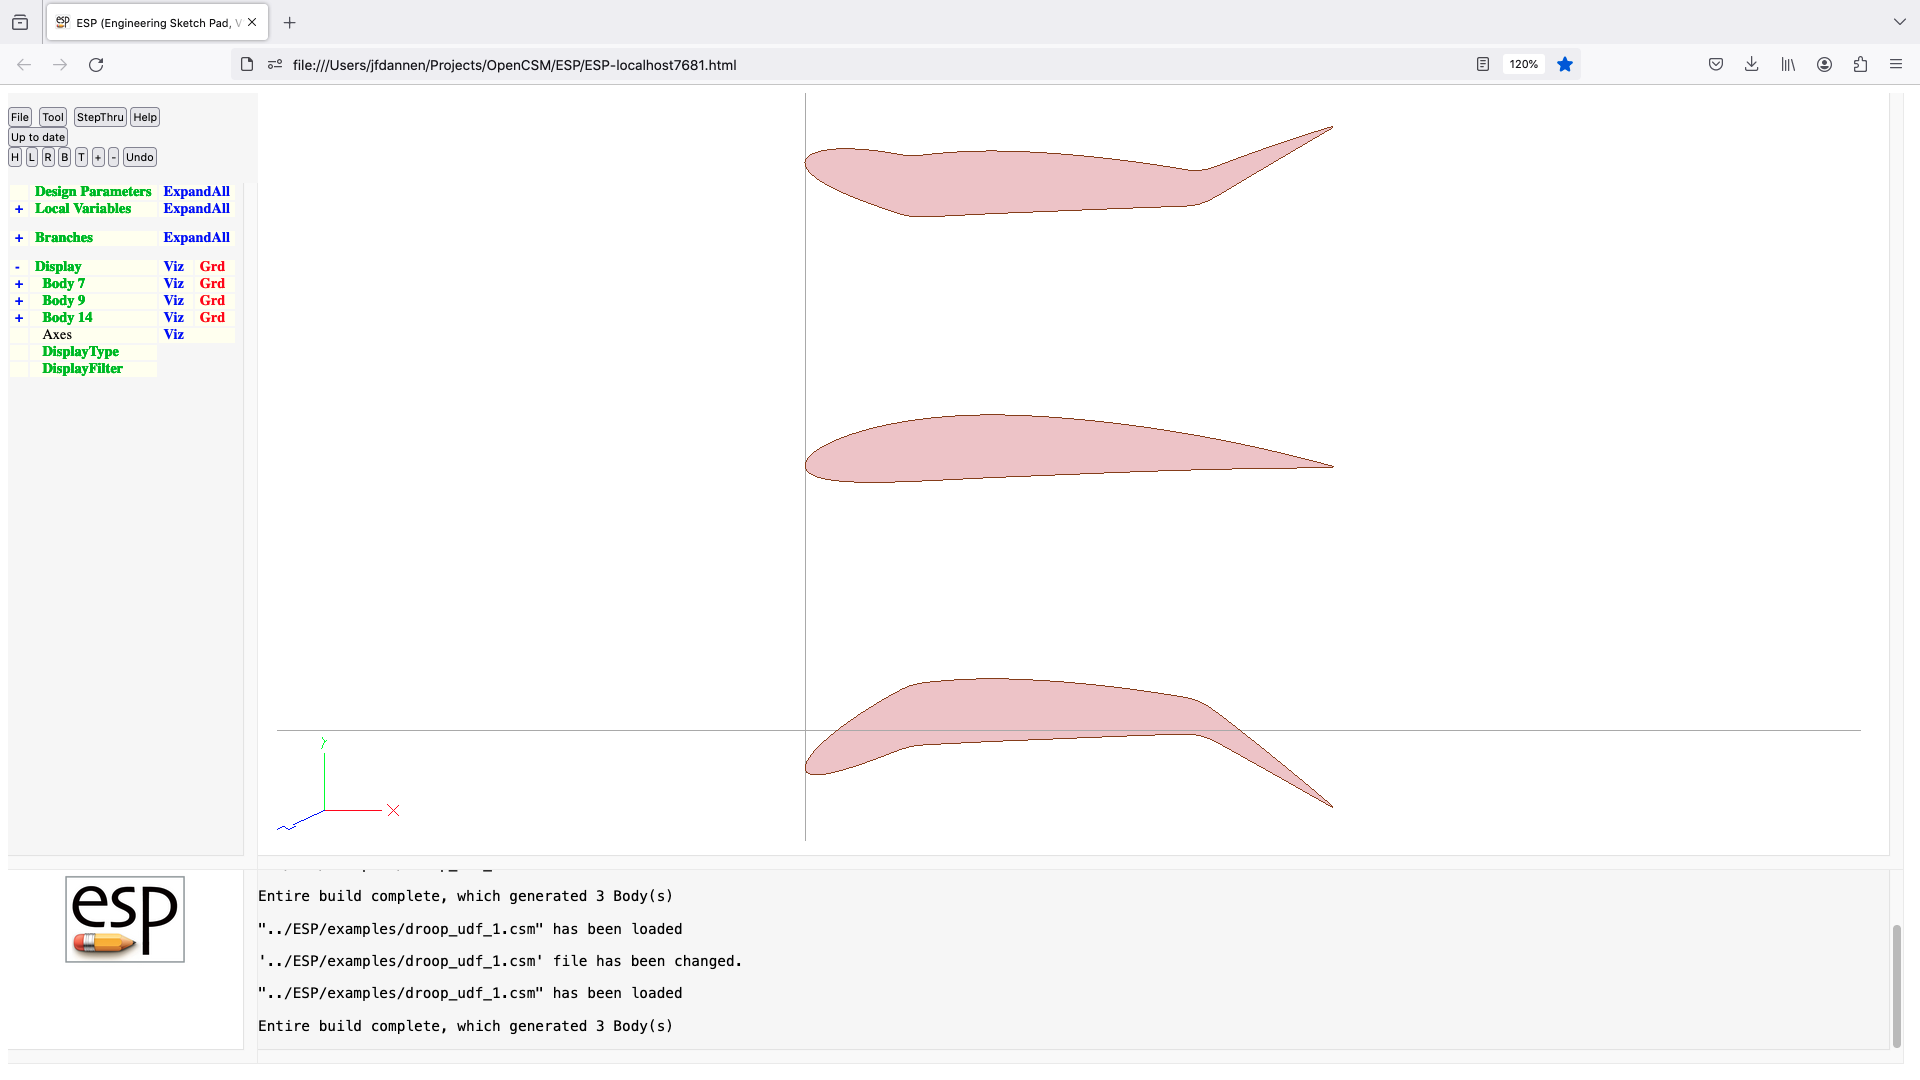 ESP (Engineering Sketch Pad, V
file:///Users/jfdannen/Projects/OpenCSM/ESP/ESP-localhost7681.html
120%
File Tool StepThru Help
Up to date
H L R B T + - Undo
Design Parameters ExpandAll
+ Local Variables ExpandAll
+ Branches ExpandAll
- Display Viz Grd
+ Body 7 Viz Grd
+ Body 9 Viz Grd
+ Body 14 Viz Grd
Axes Viz
DisplayType
DisplayFilter
Y
X
esp
Entire build complete, which generated 3 Body(s)
"../ESP/examples/droop_udf_1.csm" has been loaded
'../ESP/examples/droop_udf_1.csm' file has been changed.
"../ESP/examples/droop_udf_1.csm" has been loaded
Entire build complete, which generated 3 Body(s)